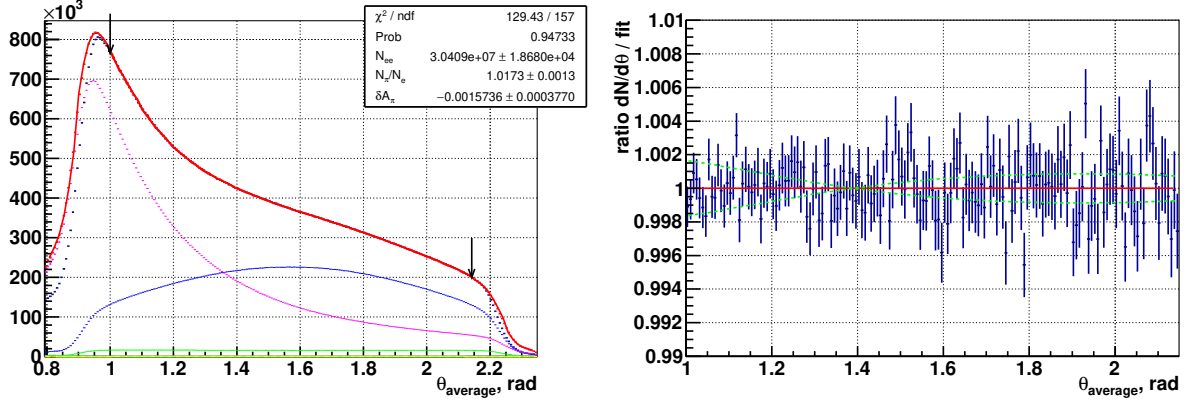 ×10³
800
700
600
500
400
300
200
100
0
0.8 1 1.2 1.4 1.6 1.8 2 2.2
θaverage, rad
χ² / ndf 129.43 / 157
Prob 0.94733
Nee 3.0409e+07 ± 1.8680e+04
Nπ/Ne 1.0173 ± 0.0013
δAπ −0.0015736 ± 0.0003770
ratio dN/dθ / fit
1.01
1.008
1.006
1.004
1.002
1
0.998
0.996
0.994
0.992
0.99
1 1.2 1.4 1.6 1.8 2
θaverage, rad